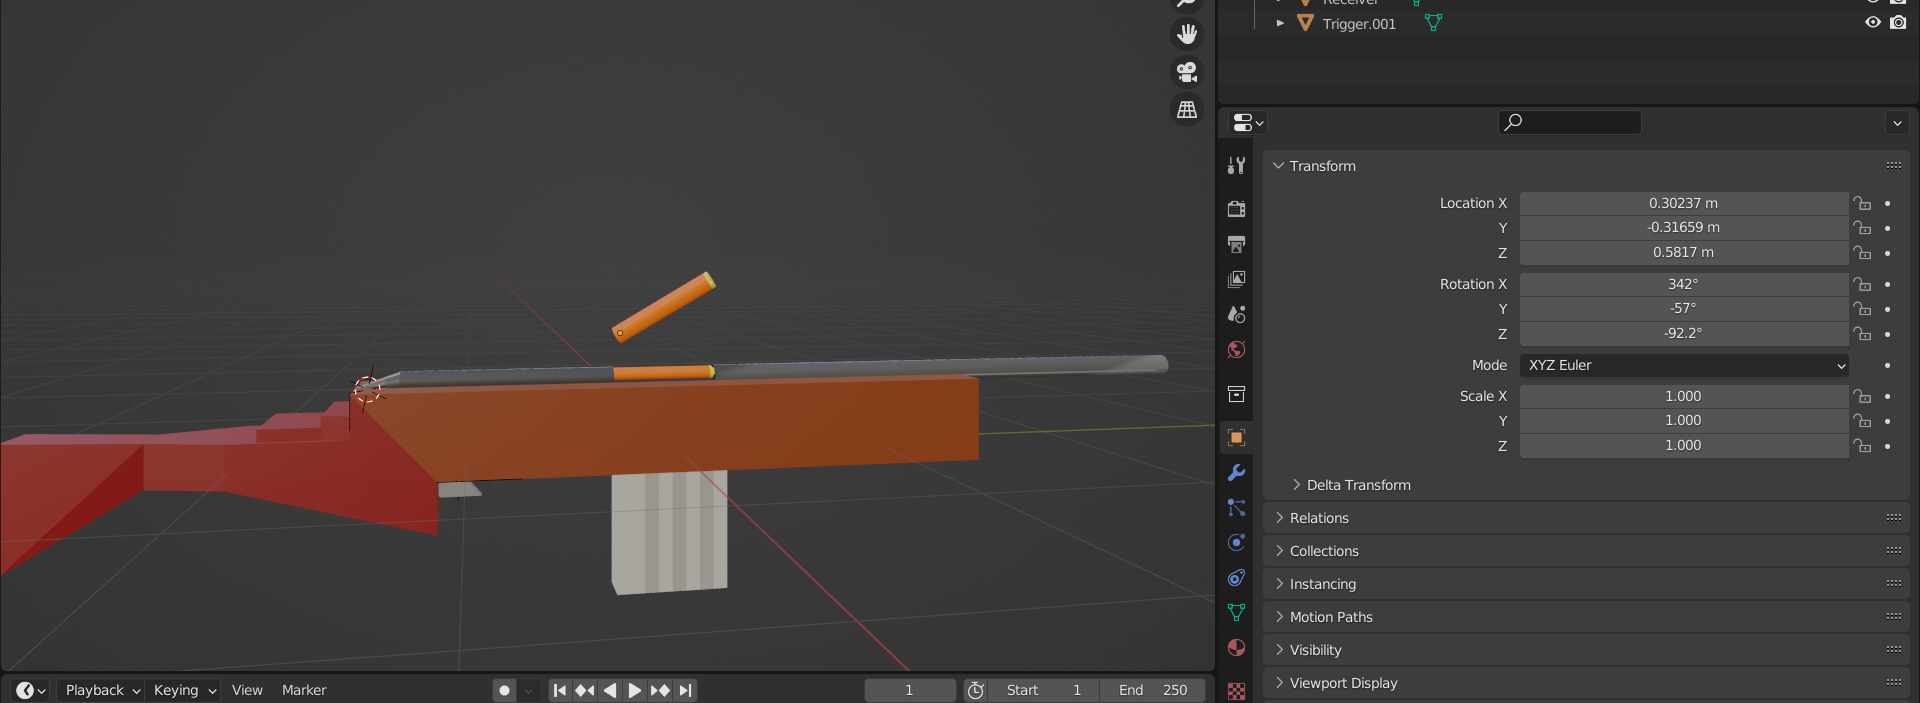 Receiver
Trigger.001
Transform
Location X 0.30237 m
Y -0.31659 m
Z 0.5817 m
Rotation X 342°
Y -57°
Z -92.2°
Mode XYZ Euler
Scale X 1.000
Y 1.000
Z 1.000
Delta Transform
Relations
Collections
Instancing
Motion Paths
Visibility
Viewport Display
Playback Keying View Marker 1 Start 1 End 250